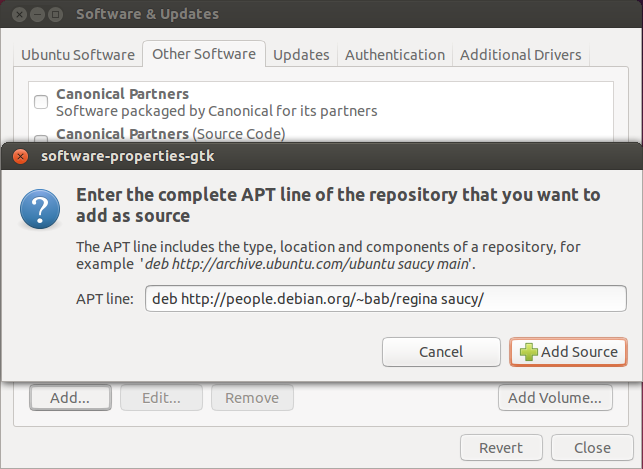 Software & Updates
Ubuntu Software Other Software Updates Authentication Additional Drivers
Canonical Partners
Software packaged by Canonical for its partners
Canonical Partners (Source Code)
software-properties-gtk
Enter the complete APT line of the repository that you want to
add as source
The APT line includes the type, location and components of a repository, for
example 'deb http://archive.ubuntu.com/ubuntu saucy main'.
APT line: deb http://people.debian.org/~bab/regina saucy/
Cancel Add Source
Add... Edit... Remove Add Volume...
Revert Close